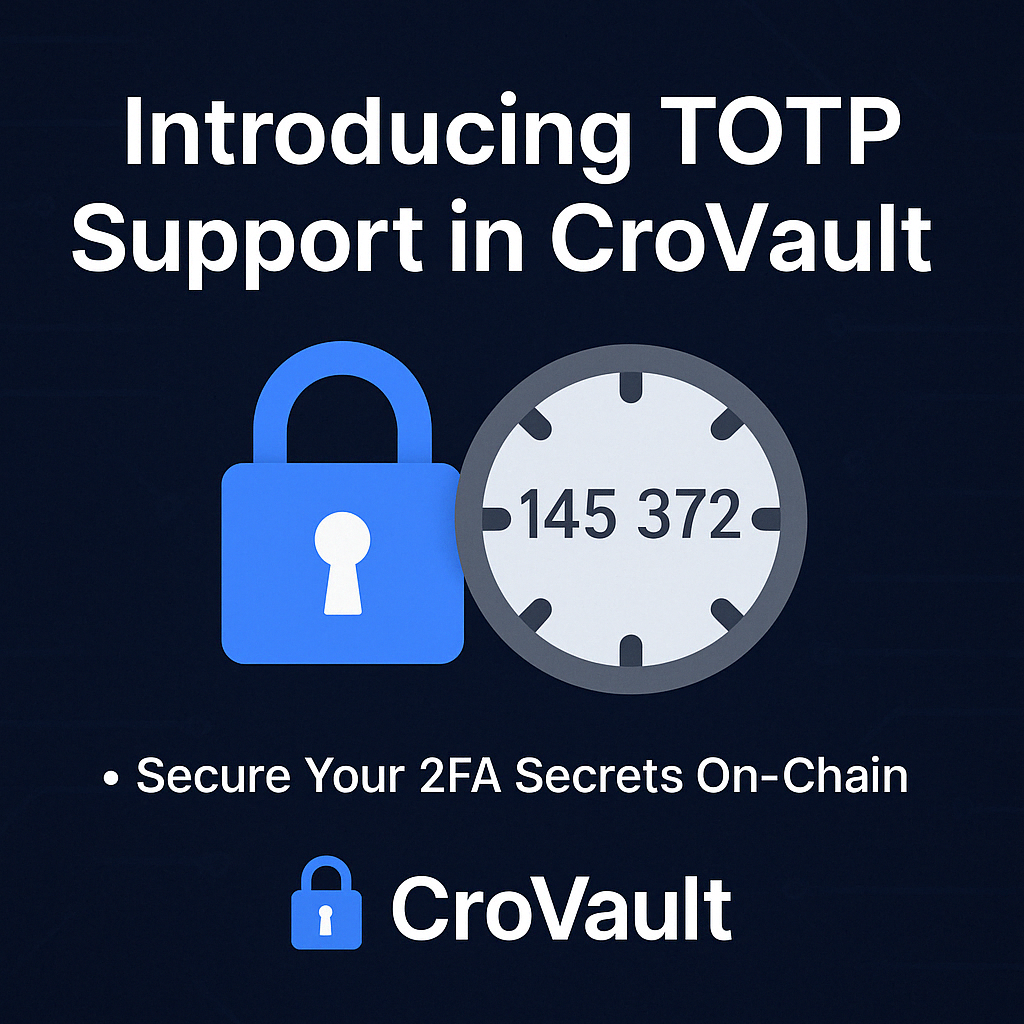 Introducing TOTP
Support in CroVault
145 372
• Secure Your 2FA Secrets On-Chain
CroVault